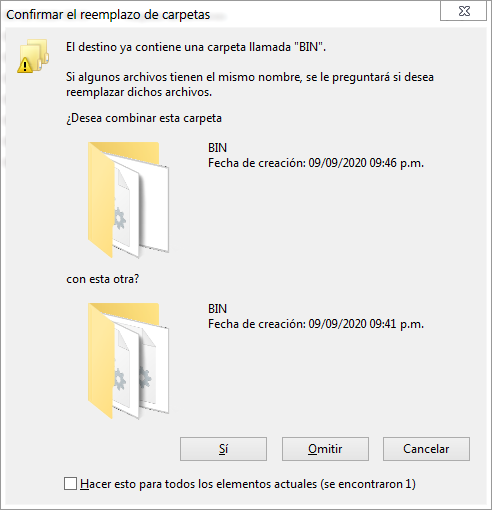 Confirmar el reemplazo de carpetas
El destino ya contiene una carpeta llamada "BIN".
Si algunos archivos tienen el mismo nombre, se le preguntará si desea
reemplazar dichos archivos.
¿Desea combinar esta carpeta
BIN
Fecha de creación: 09/09/2020 09:46 p.m.
con esta otra?
BIN
Fecha de creación: 09/09/2020 09:41 p.m.
Sí
Omitir
Cancelar
Hacer esto para todos los elementos actuales (se encontraron 1)